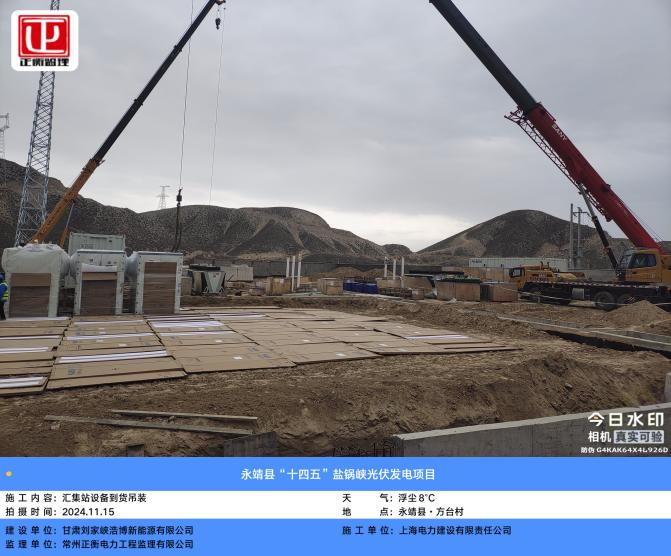 正衡监理
SANY
今日水印
相机 真实可验
防伪 G4KAK64X4L926D
永靖县“十四五”盐锅峡光伏发电项目
施工内容：汇集站设备到货吊装
天 气：浮尘 8℃
拍摄时间：2024.11.15
地 点：永靖县·方台村
建设单位：甘肃刘家峡浩博新能源有限公司
施工单位：上海电力建设有限责任公司
监理单位：常州正衡电力工程监理有限公司